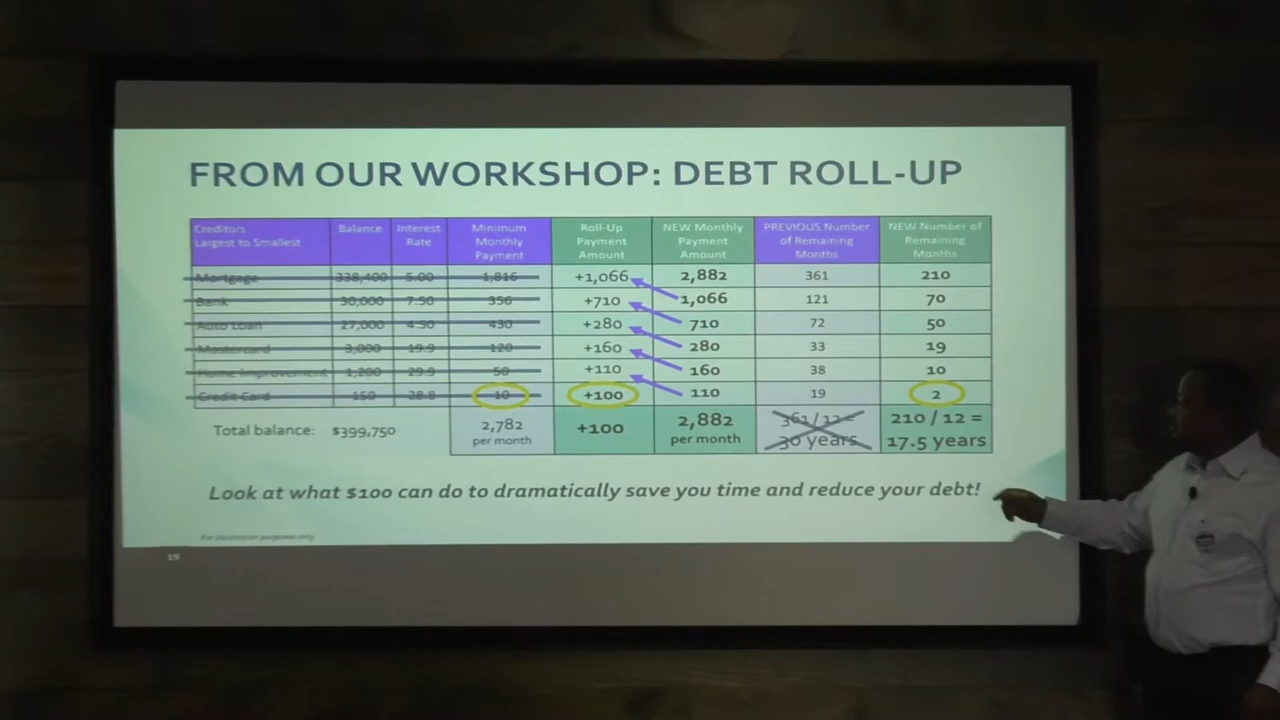 FROM OUR WORKSHOP: DEBT ROLL-UP
Creditors Largest to Smallest Balance Interest Rate Minimum Monthly Payment Roll-Up Payment Amount NEW Monthly Payment Amount PREVIOUS Number of Remaining Months NEW Number of Remaining Months
Mortgage 338,400 5.00 1,816 +1,066 2,882 361 210
Bank 30,000 7.50 356 +710 1,066 121 70
Auto Loan 27,000 4.50 430 +280 710 72 50
Mastercard 3,000 19.9 120 +160 280 33 19
Home Improvement 1,200 29.9 50 +110 160 38 10
Credit Card 150 28.8 10 +100 110 19 2
Total balance: $399,750 2,782 per month +100 2,882 per month 361 / 12 = 30 years 210 / 12 = 17.5 years
Look at what $100 can do to dramatically save you time and reduce your debt!
For illustration purposes only